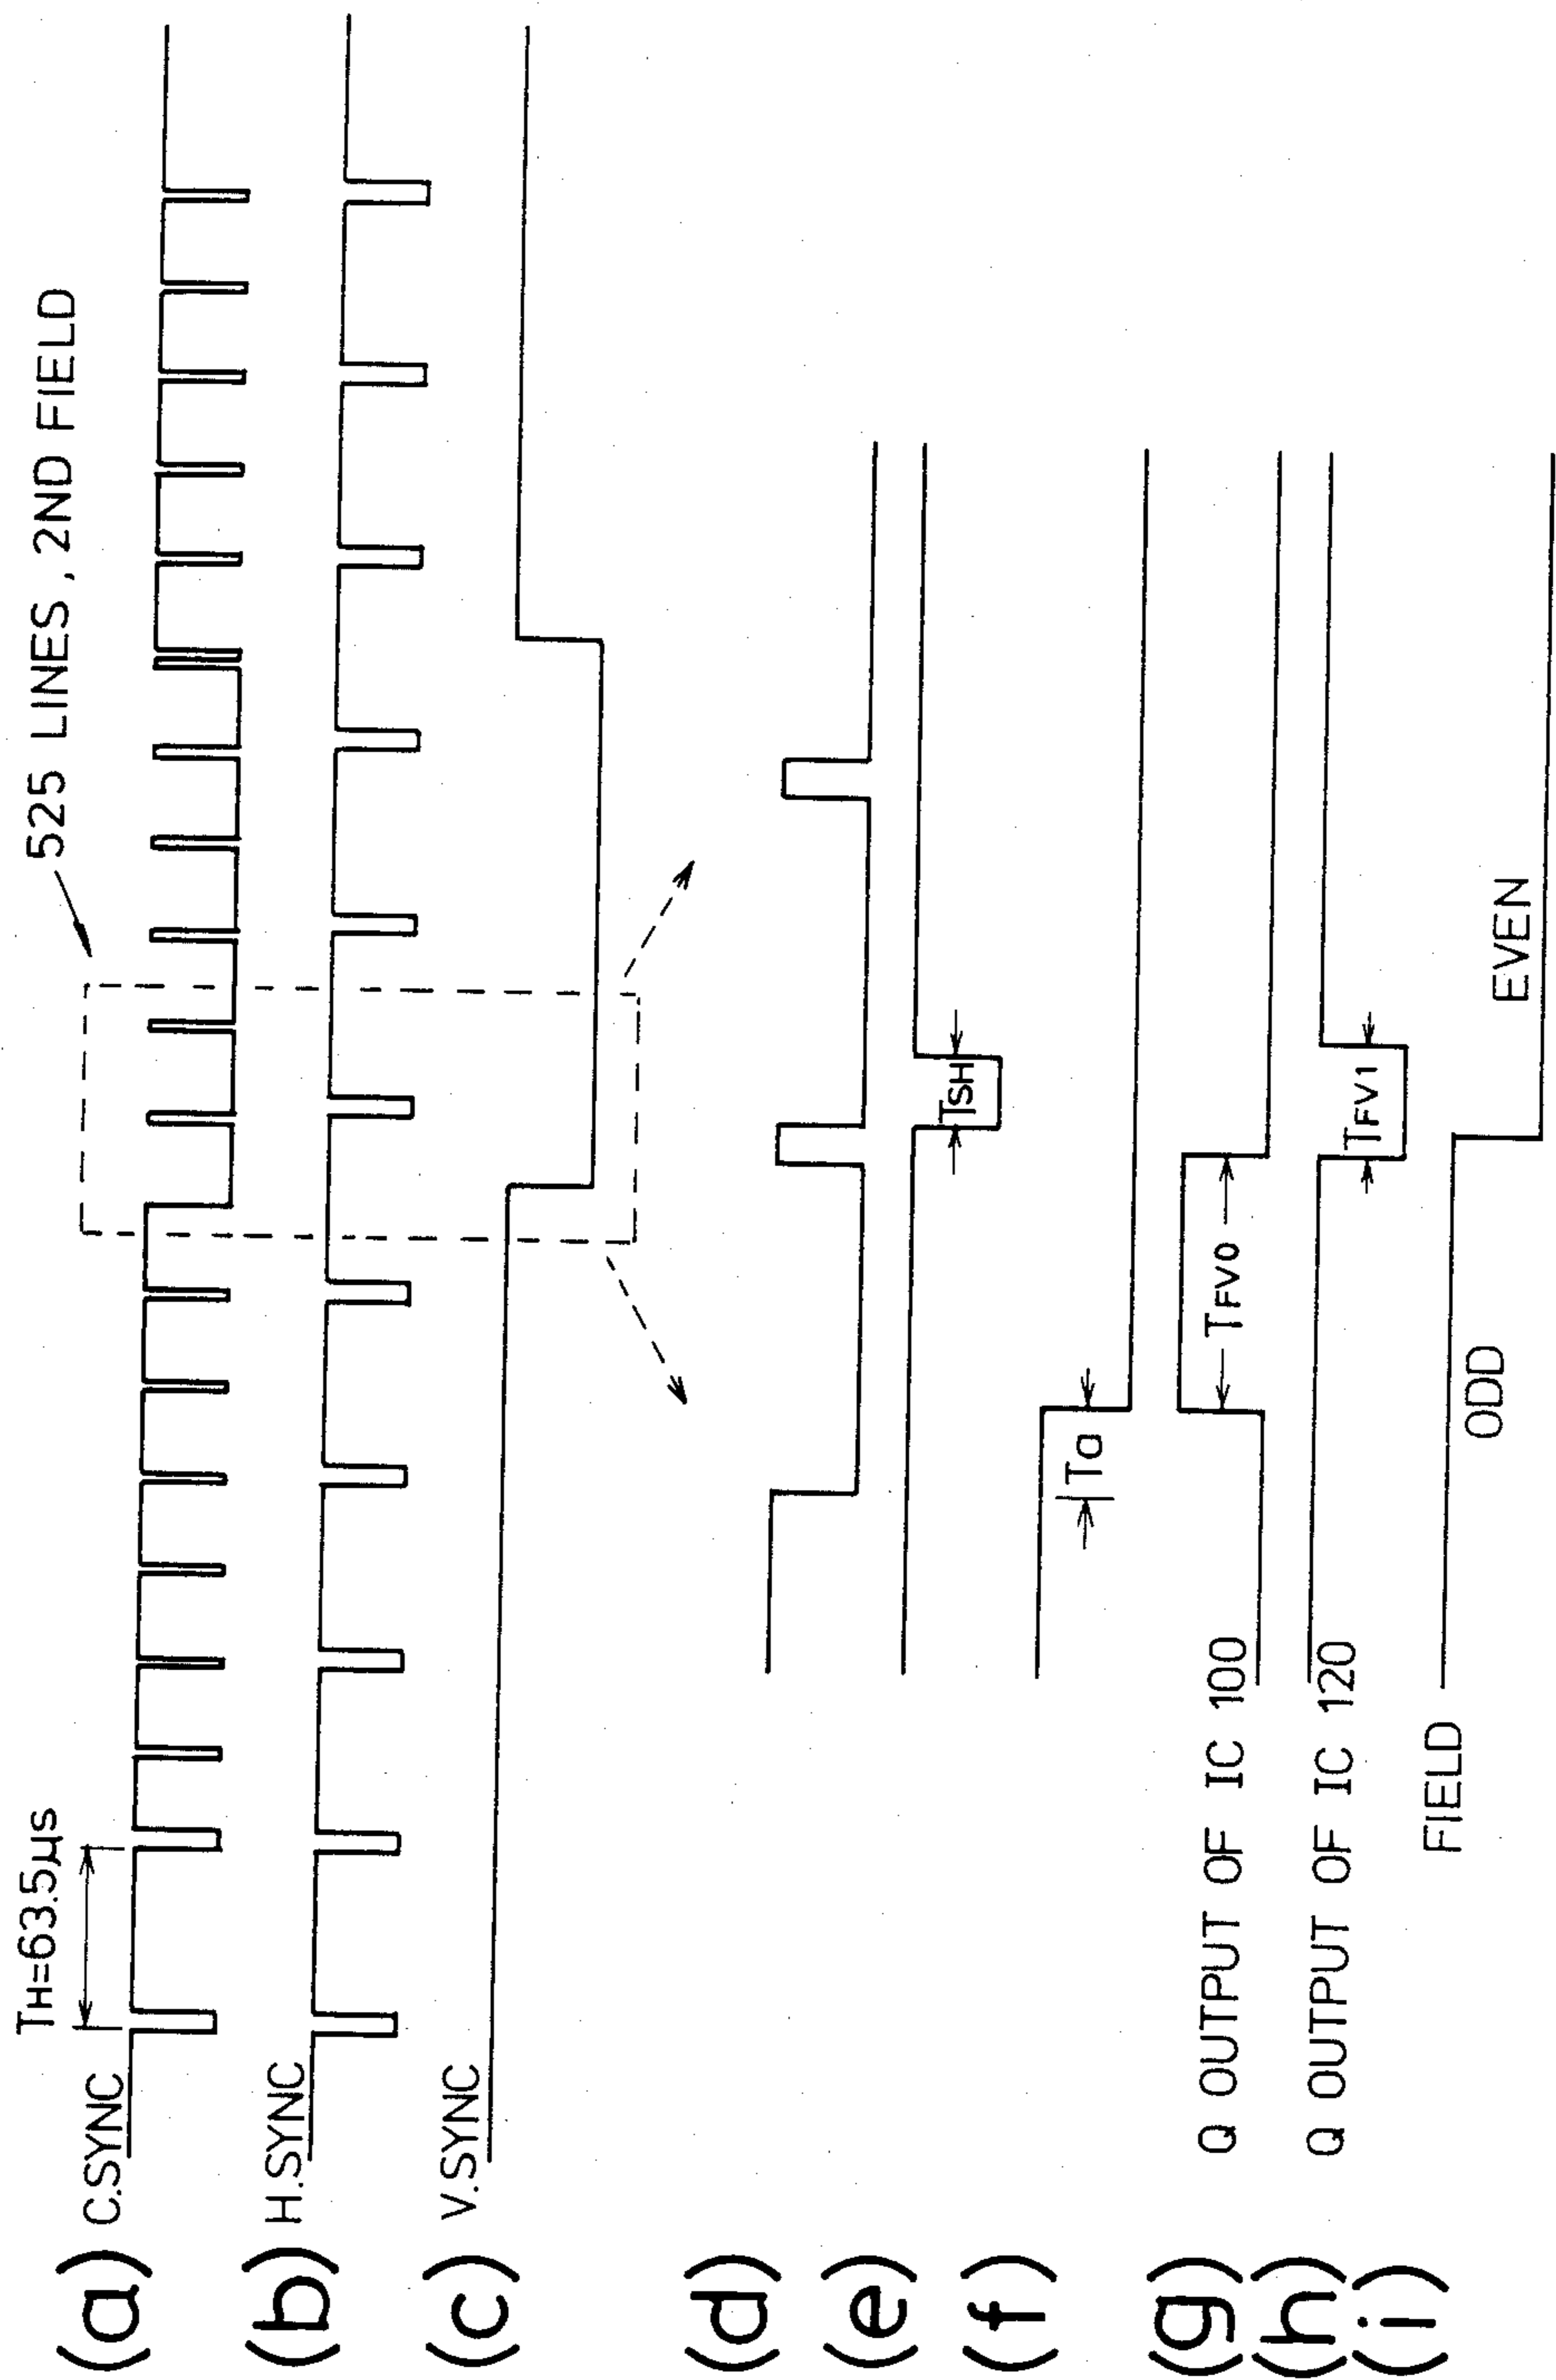 525 LINES, 2ND FIELD
TH=63.5μs
(a) C.SYNC
(b) H.SYNC
(c) V.SYNC
(d)
(e) TSH
(f) Ta
(g) Q OUTPUT OF IC 100 TFV0
(h) Q OUTPUT OF IC 120 TFV1
(i) FIELD ODD EVEN